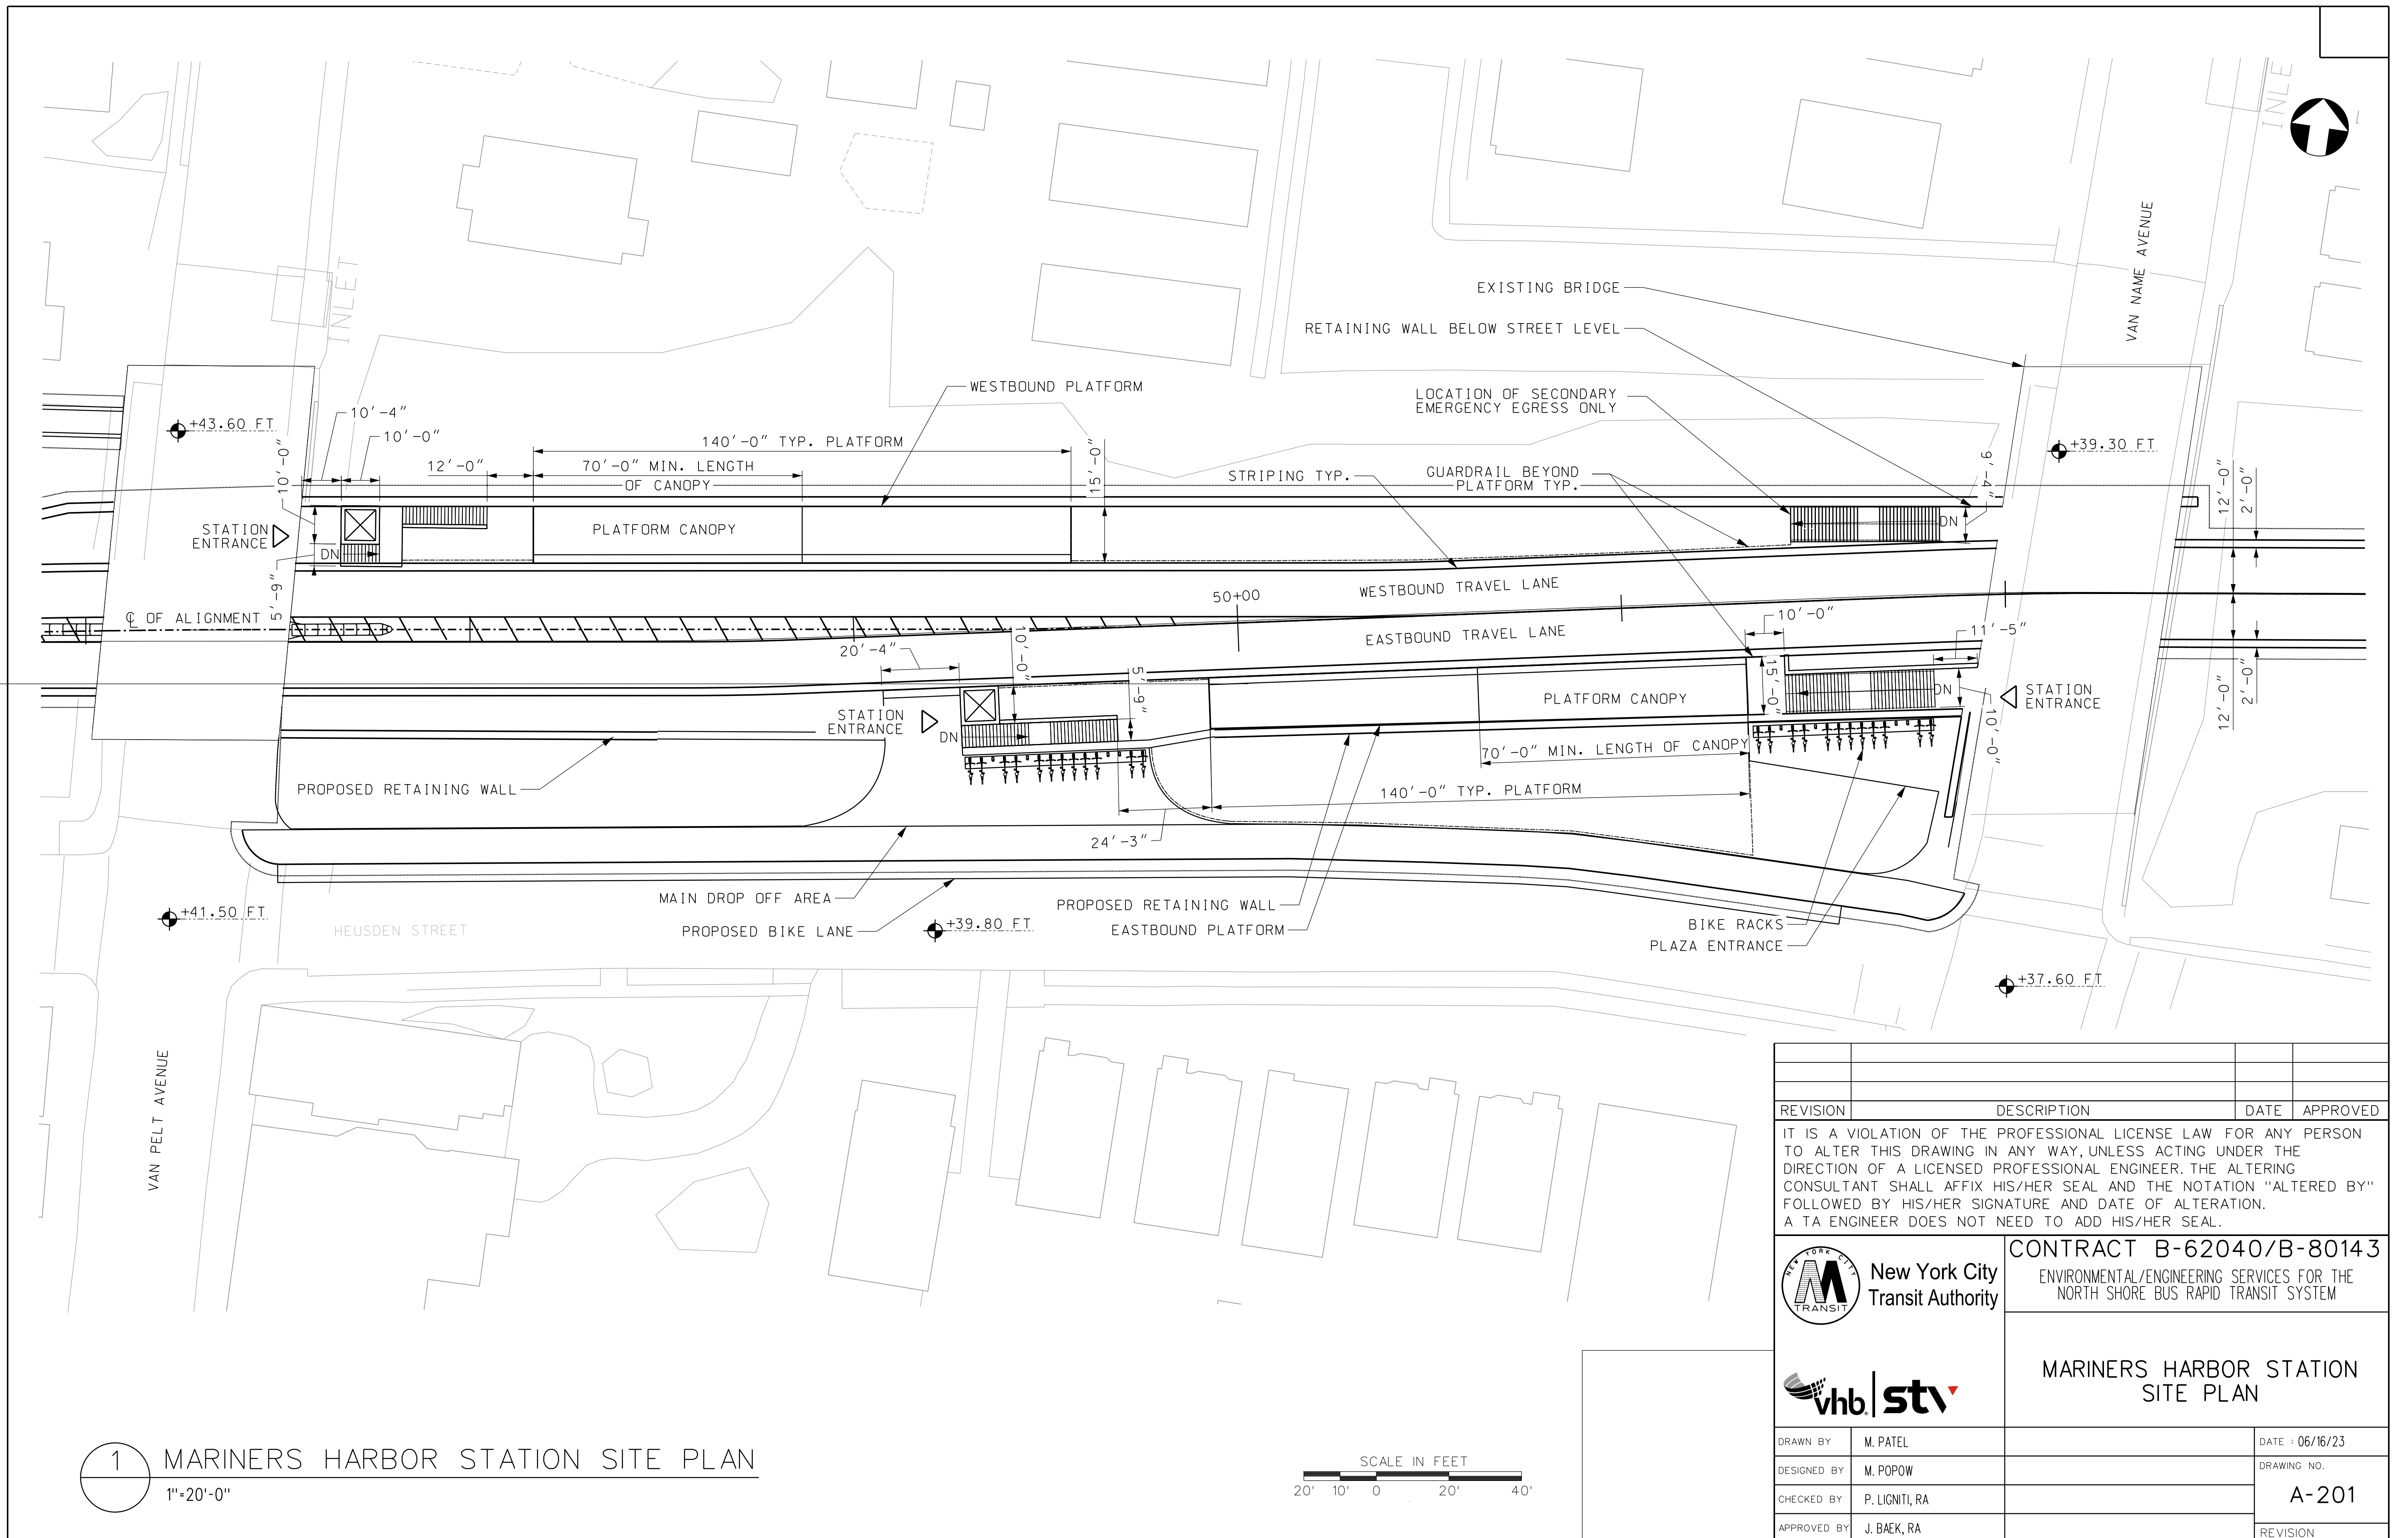 INLET
INLET
VAN NAME AVENUE
EXISTING BRIDGE
RETAINING WALL BELOW STREET LEVEL
WESTBOUND PLATFORM
LOCATION OF SECONDARY
EMERGENCY EGRESS ONLY
+43.60 FT
10'-4"
10'-0"
10'-0"
12'-0"
140'-0" TYP. PLATFORM
70'-0" MIN. LENGTH
OF CANOPY
15'-0"
STRIPING TYP.
GUARDRAIL BEYOND
PLATFORM TYP.
9'-4"
+39.30 FT
12'-0"
2'-0"
STATION
ENTRANCE
PLATFORM CANOPY
DN
DN
5'-9"
WESTBOUND TRAVEL LANE
50+00
℄ OF ALIGNMENT
EASTBOUND TRAVEL LANE
10'-0"
11'-5"
20'-4"
10'-0"
5'-9"
15'-0"
STATION
ENTRANCE
DN
PLATFORM CANOPY
DN
STATION
ENTRANCE
10'-0"
12'-0"
2'-0"
70'-0" MIN. LENGTH OF CANOPY
140'-0" TYP. PLATFORM
PROPOSED RETAINING WALL
24'-3"
MAIN DROP OFF AREA
PROPOSED RETAINING WALL
+41.50 FT
HEUSDEN STREET
PROPOSED BIKE LANE
+39.80 FT
EASTBOUND PLATFORM
BIKE RACKS
PLAZA ENTRANCE
+37.60 FT
VAN PELT AVENUE
REVISION DESCRIPTION DATE APPROVED
IT IS A VIOLATION OF THE PROFESSIONAL LICENSE LAW FOR ANY PERSON
TO ALTER THIS DRAWING IN ANY WAY, UNLESS ACTING UNDER THE
DIRECTION OF A LICENSED PROFESSIONAL ENGINEER. THE ALTERING
CONSULTANT SHALL AFFIX HIS/HER SEAL AND THE NOTATION "ALTERED BY"
FOLLOWED BY HIS/HER SIGNATURE AND DATE OF ALTERATION.
A TA ENGINEER DOES NOT NEED TO ADD HIS/HER SEAL.
NEW YORK CITY
TRANSIT
New York City
Transit Authority
CONTRACT B-62040/B-80143
ENVIRONMENTAL/ENGINEERING SERVICES FOR THE
NORTH SHORE BUS RAPID TRANSIT SYSTEM
vhb. stv
MARINERS HARBOR STATION
SITE PLAN
DRAWN BY M. PATEL
DATE : 06/16/23
DESIGNED BY M. POPOW
DRAWING NO.
A-201
CHECKED BY P. LIGNITI, RA
APPROVED BY J. BAEK, RA
REVISION
1 MARINERS HARBOR STATION SITE PLAN
1"=20'-0"
SCALE IN FEET
20' 10' 0 20' 40'